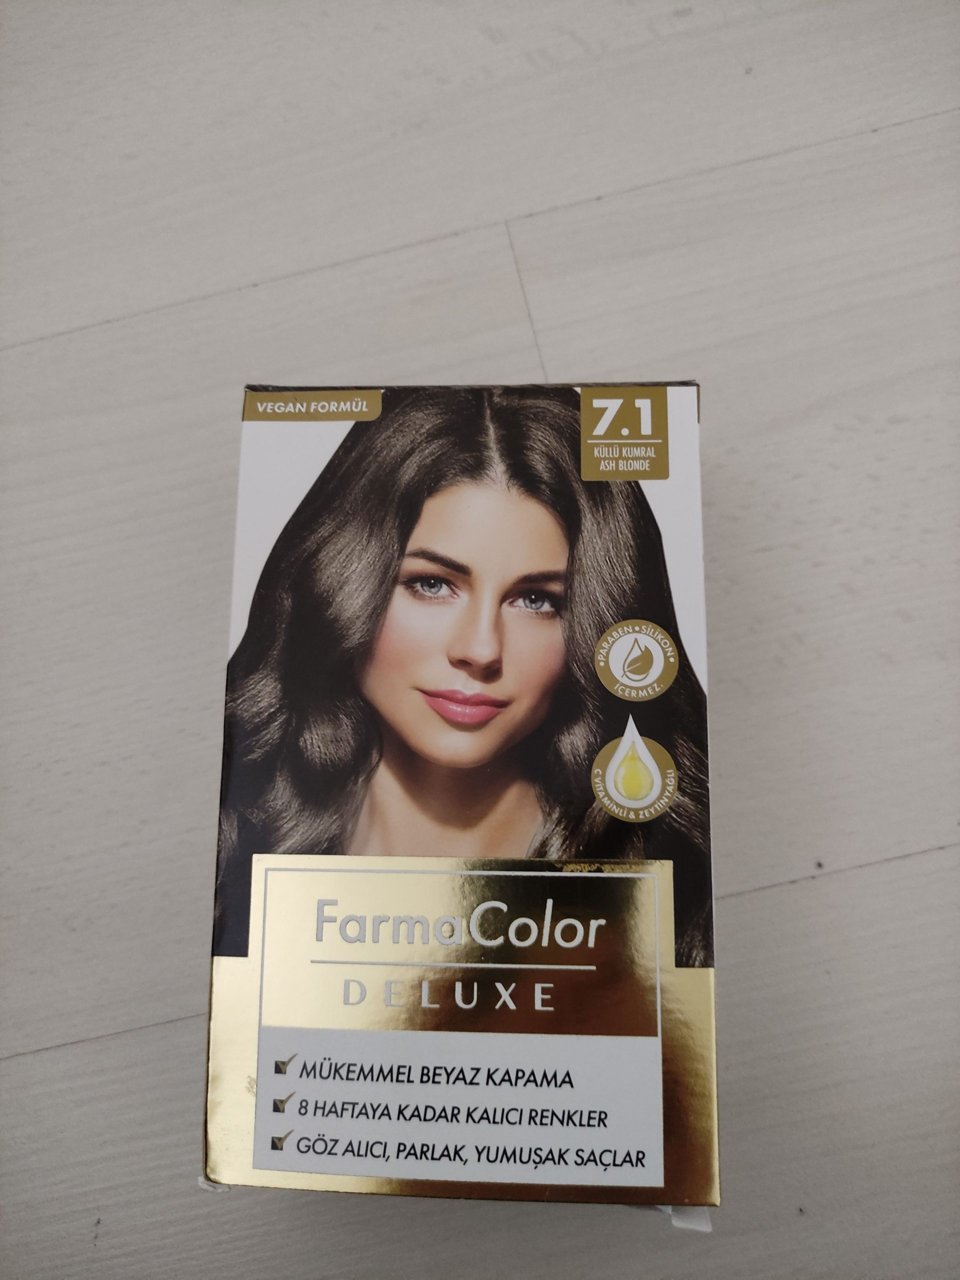 VEGAN FORMÜL
7.1
KÜLLÜ KUMRAL
ASH BLONDE
•PARABEN•SİLİKON•
İÇERMEZ.
C VİTAMİNLİ & ZEYTİNYAĞLI
FarmaColor
DELUXE
MÜKEMMEL BEYAZ KAPAMA
8 HAFTAYA KADAR KALICI RENKLER
GÖZ ALICI, PARLAK, YUMUŞAK SAÇLAR